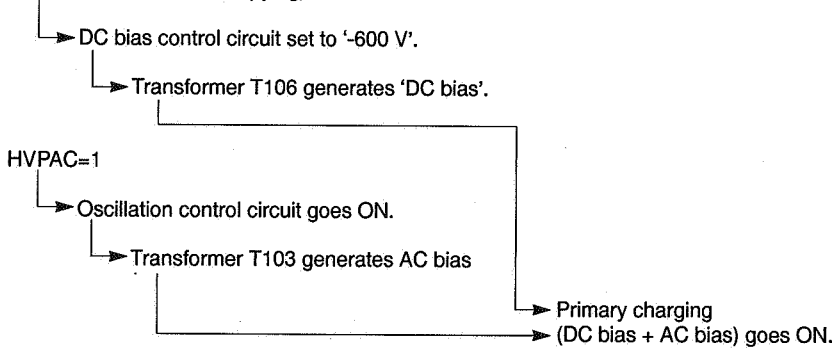 DC bias control circuit set to '-600 V'.
Transformer T106 generates 'DC bias'.
HVPAC=1
Oscillation control circuit goes ON.
Transformer T103 generates AC bias
Primary charging
(DC bias + AC bias) goes ON.